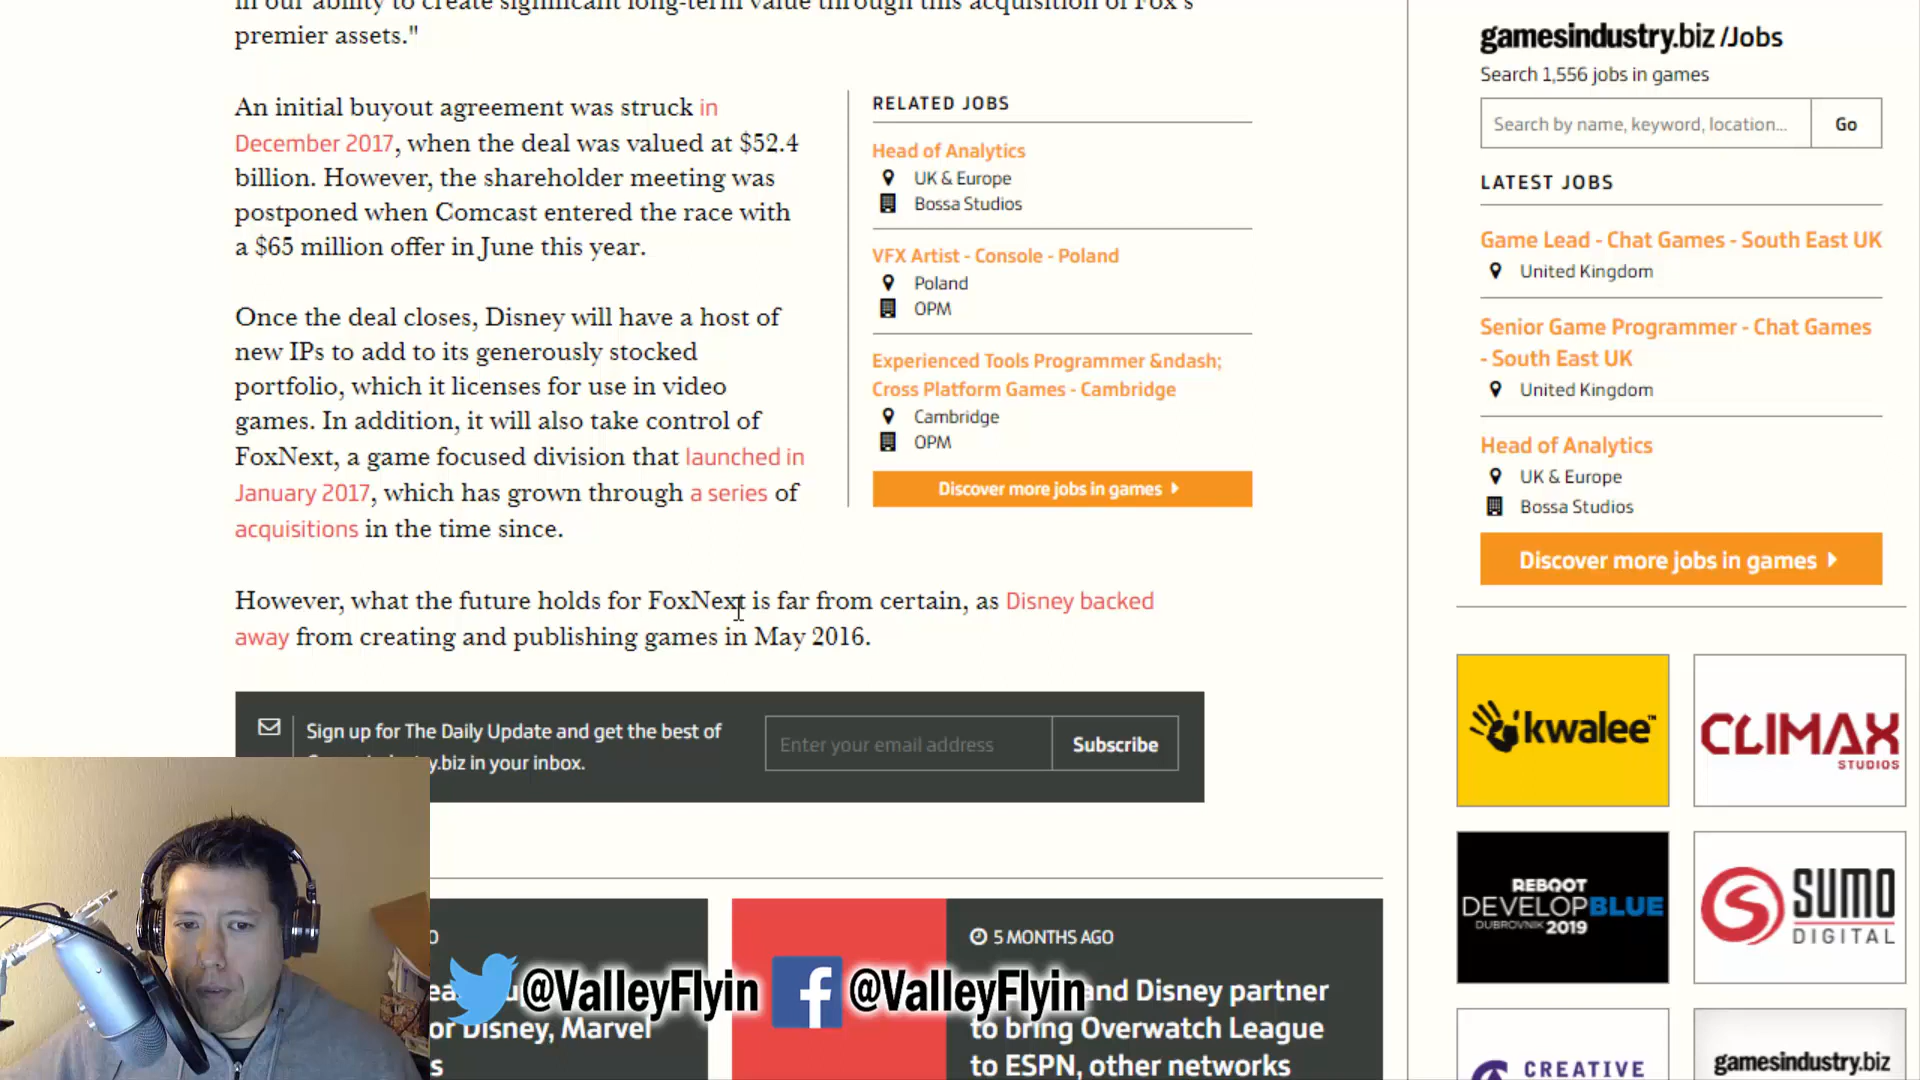 in our ability to create significant long-term value through this acquisition of Fox's
premier assets."
An initial buyout agreement was struck in
December 2017, when the deal was valued at $52.4
billion. However, the shareholder meeting was
postponed when Comcast entered the race with
a $65 million offer in June this year.
Once the deal closes, Disney will have a host of
new IPs to add to its generously stocked
portfolio, which it licenses for use in video
games. In addition, it will also take control of
FoxNext, a game focused division that launched in
January 2017, which has grown through a series of
acquisitions in the time since.
However, what the future holds for FoxNext is far from certain, as Disney backed
away from creating and publishing games in May 2016.
RELATED JOBS
Head of Analytics
UK & Europe
Bossa Studios
VFX Artist - Console - Poland
Poland
OPM
Experienced Tools Programmer &ndash;
Cross Platform Games - Cambridge
Cambridge
OPM
Discover more jobs in games
Sign up for The Daily Update and get the best of
y.biz in your inbox.
Enter your email address
Subscribe
or Disney, Marvel
s
5 MONTHS AGO
and Disney partner
to bring Overwatch League
to ESPN, other networks
@ValleyFlyin
@ValleyFlyin
gamesindustry.biz /Jobs
Search 1,556 jobs in games
Search by name, keyword, location...
Go
LATEST JOBS
Game Lead - Chat Games - South East UK
United Kingdom
Senior Game Programmer - Chat Games
- South East UK
United Kingdom
Head of Analytics
UK & Europe
Bossa Studios
Discover more jobs in games
kwalee™
CLIMAX
STUDIOS
REBOOT
DEVELOPBLUE
DUBROVNIK 2019
SUMO
DIGITAL
CREATIVE
gamesindustry.biz